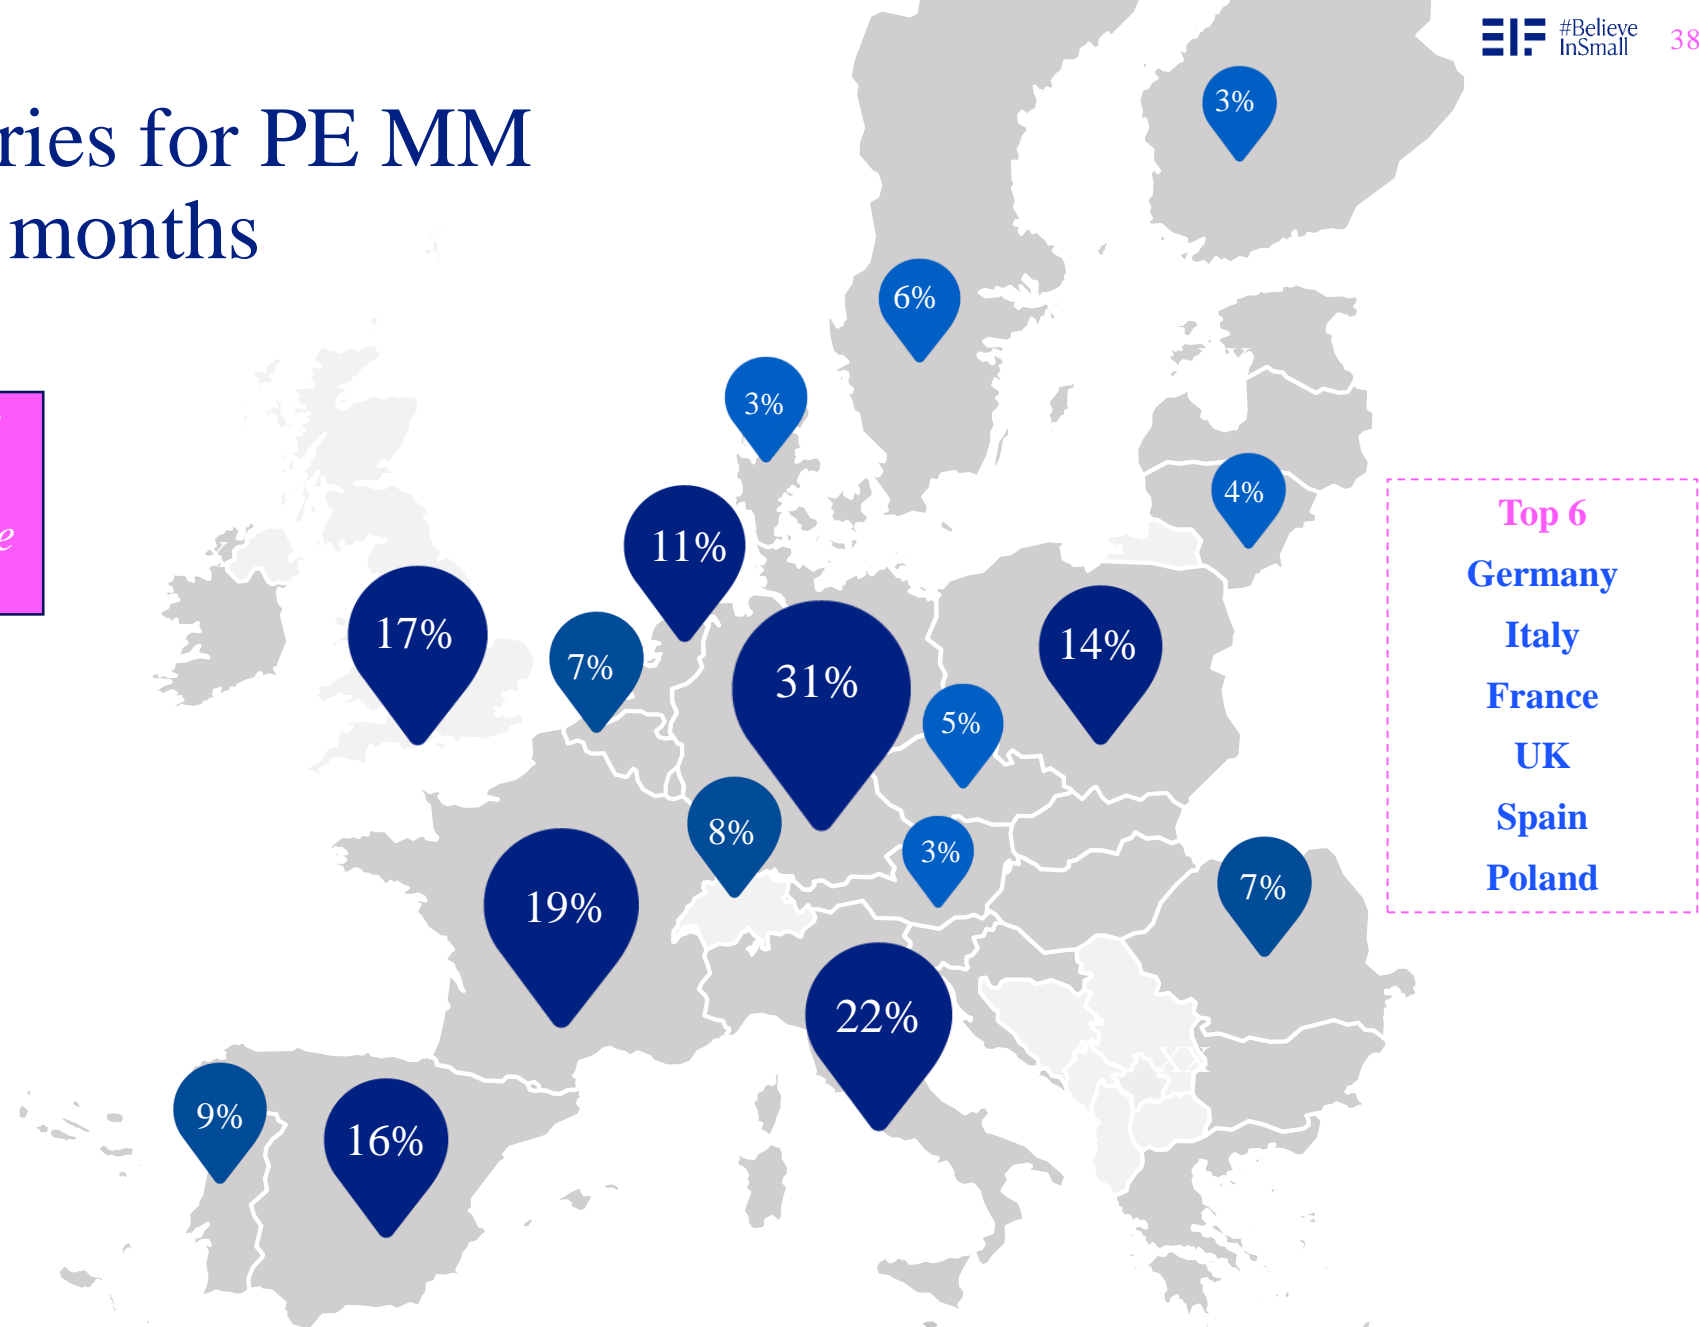 #Believe
InSmall
38
ries for PE MM
months
e
3%
6%
3%
4%
11%
17%
7%
31%
14%
5%
8%
3%
19%
7%
22%
9%
16%
XX
Top 6
Germany
Italy
France
UK
Spain
Poland